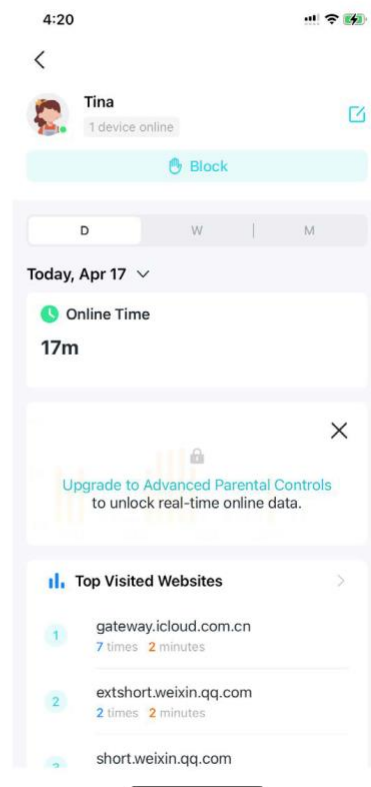 4:20
Tina
1 device online
Block
D W M
Today, Apr 17
Online Time
17m
Upgrade to Advanced Parental Controls
to unlock real-time online data.
Top Visited Websites
1 gateway.icloud.com.cn
7 times 2 minutes
2 extshort.weixin.qq.com
2 times 2 minutes
short.weixin.qq.com